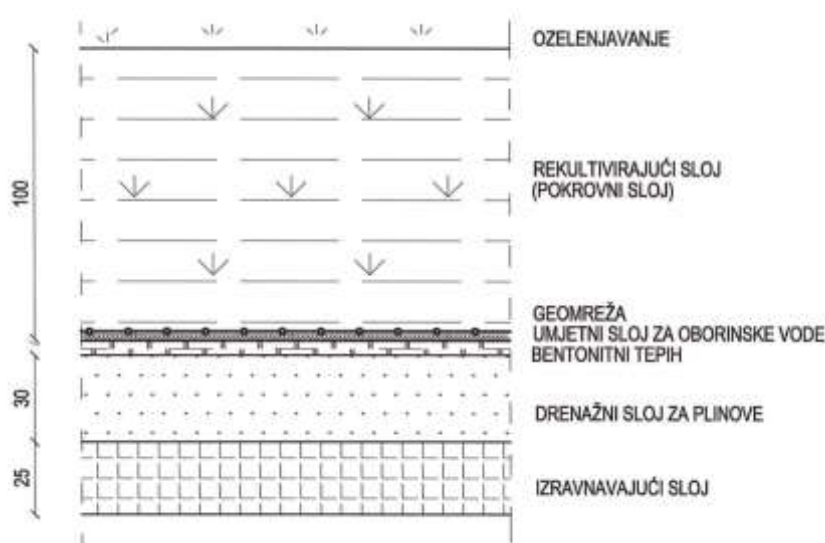 OZELENJAVANJE
100
REKULTIVIRAJUĆI SLOJ
(POKROVNI SLOJ)
GEOMREŽA
UMJETNI SLOJ ZA OBORINSKE VODE
BENTONITNI TEPIH
30
DRENAŽNI SLOJ ZA PLINOVE
25
IZRAVNAVAJUĆI SLOJ